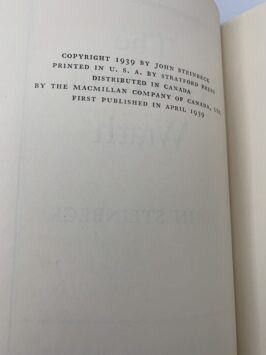 COPYRIGHT 1939 BY JOHN STEINBECK
PRINTED IN U. S. A. BY STRATFORD PRESS
DISTRIBUTED IN CANADA
BY THE MACMILLAN COMPANY OF CANADA, LTD.
FIRST PUBLISHED IN APRIL 1939